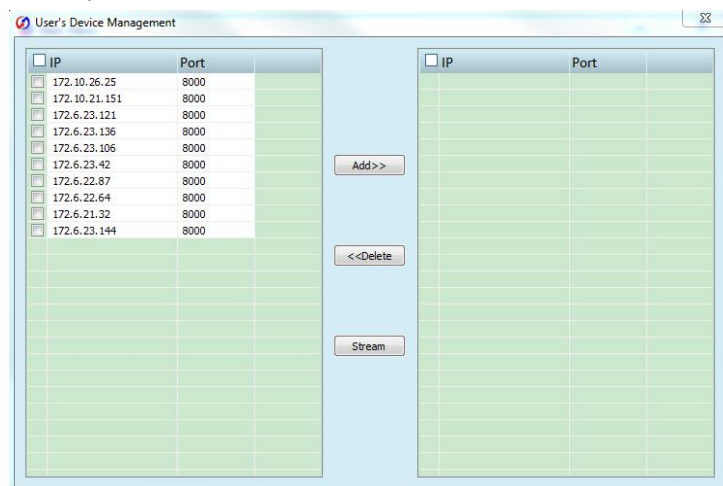 User's Device Management
IP Port
172.10.26.25 8000
172.10.21.151 8000
172.6.23.121 8000
172.6.23.136 8000
172.6.23.106 8000
172.6.23.42 8000
172.6.22.87 8000
172.6.22.64 8000
172.6.21.32 8000
172.6.23.144 8000
Add>>
<<Delete
Stream
IP Port